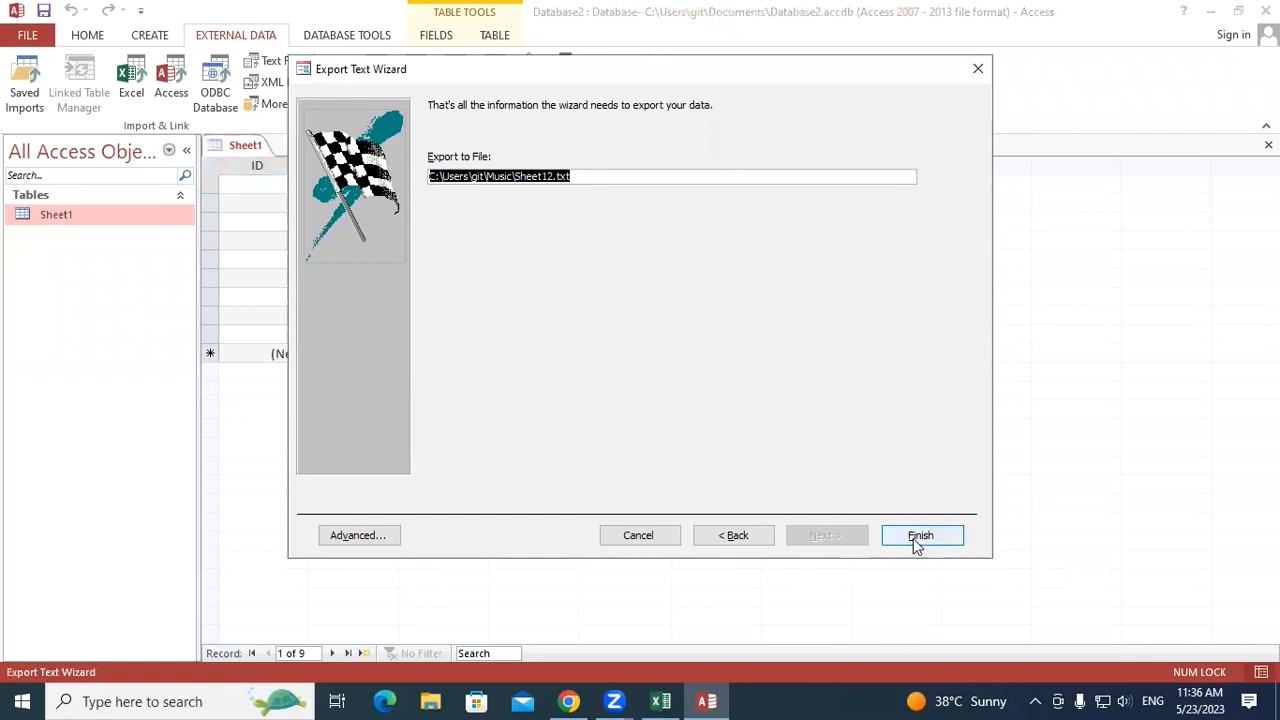 TABLE TOOLS
Database2 : Database- C:\Users\git\Documents\Database2.accdb (Access 2007 - 2013 file format) - Access
FILE HOME CREATE EXTERNAL DATA DATABASE TOOLS FIELDS TABLE Sign in
Saved Imports
Linked Table Manager
Excel
Access
ODBC Database
Text F
XML
More
Import & Link
Export Text Wizard
That's all the information the wizard needs to export your data.
Export to File:
C:\Users\git\Music\Sheet12.txt
Advanced...
Cancel
< Back
Next >
Finish
All Access Obje...
Search...
Tables
Sheet1
Sheet1
ID
(Ne
Record: 1 of 9 No Filter Search
Export Text Wizard NUM LOCK
Type here to search
38°C Sunny
ENG
11:36 AM
5/23/2023